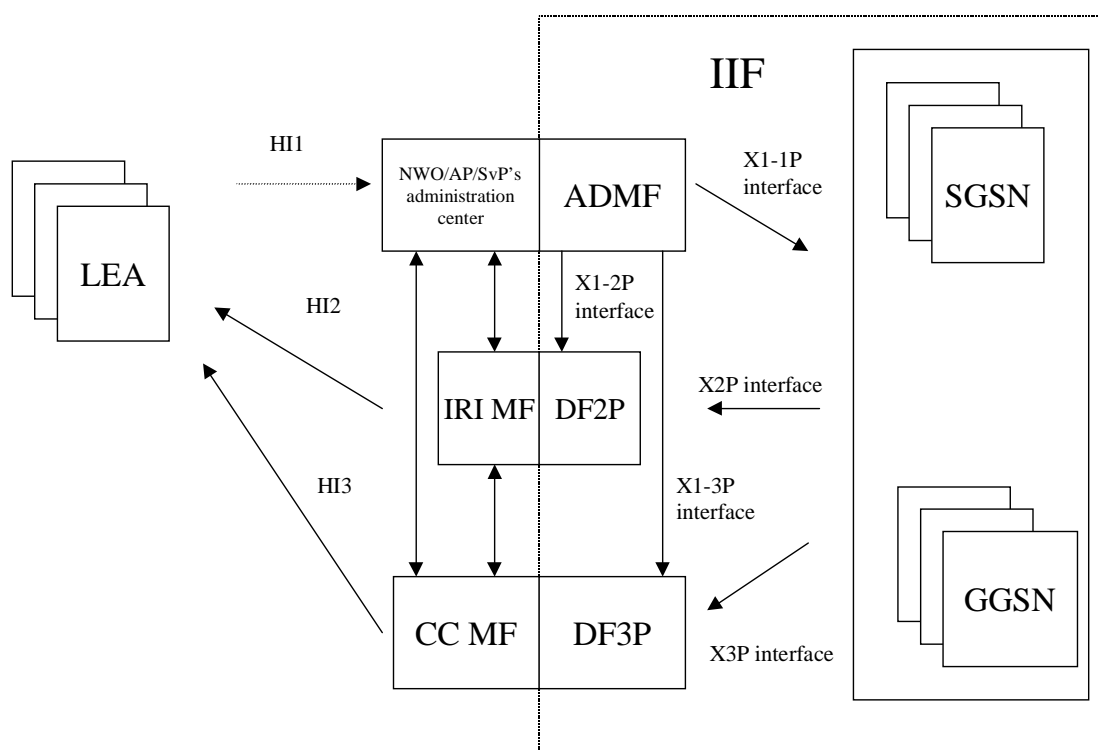 IIF
HI1
NWO/AP/SvP's
administration
center
ADMF
X1-1P
interface
SGSN
LEA
HI2
X1-2P
interface
IRI MF
DF2P
X2P interface
HI3
X1-3P
interface
CC MF
DF3P
X3P interface
GGSN